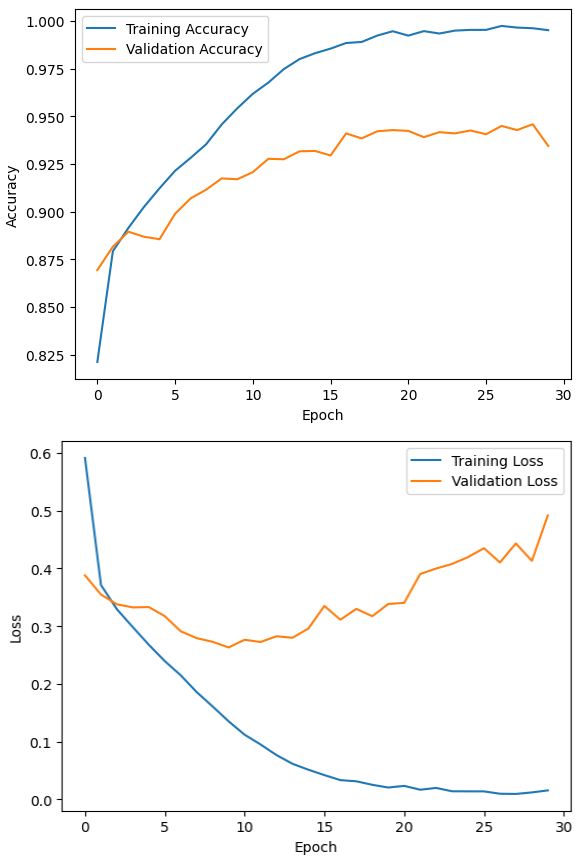 1.000
0.975
0.950
0.925
0.900
0.875
0.850
0.825
Accuracy
Training Accuracy
Validation Accuracy
0 5 10 15 20 25 30
Epoch
0.6
0.5
0.4
0.3
0.2
0.1
0.0
Loss
Training Loss
Validation Loss
0 5 10 15 20 25 30
Epoch